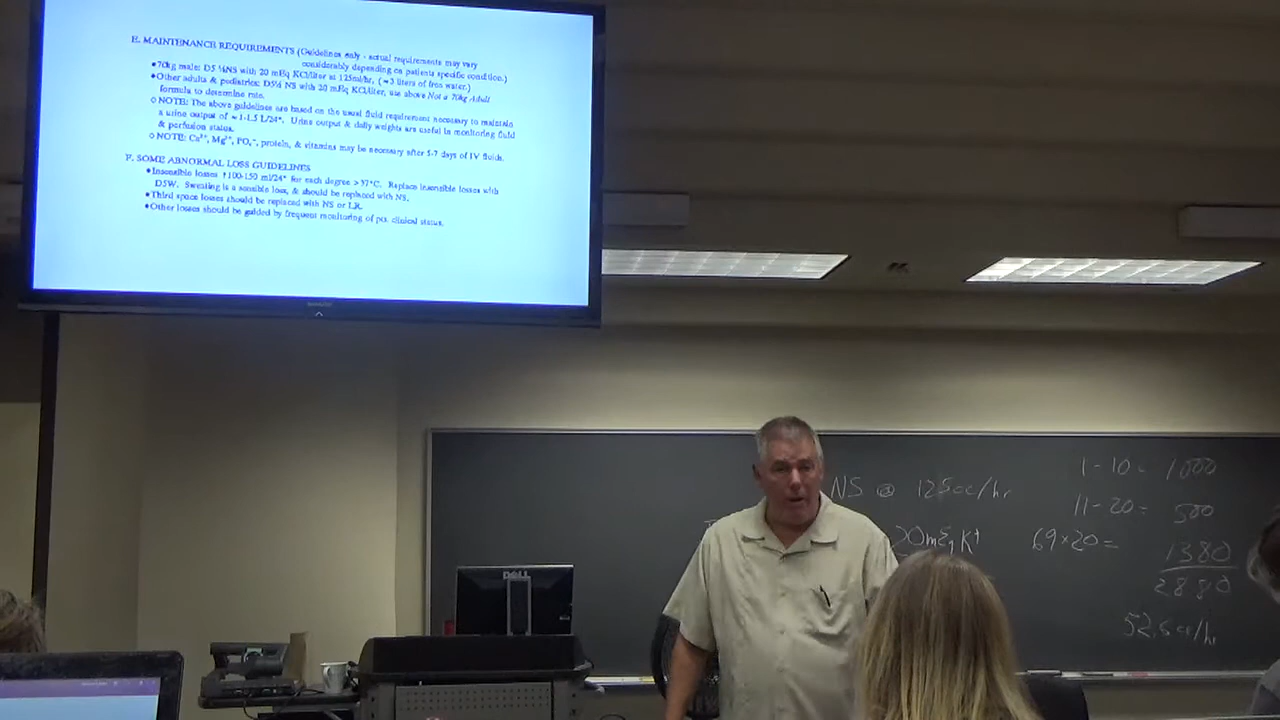 E. MAINTENANCE REQUIREMENTS (Guidelines only - actual requirements may vary
considerably depending on patients specific condition.)
•70kg male: D5 ½NS with 20 mEq KCl/liter at 125ml/hr, (≈3 liters of free water.)
•Other adults & pediatrics: D5½ NS with 20 mEq KCl/liter, use above Not a 70kg Adult
formula to determine rate.
◊ NOTE: The above guidelines are based on the usual fluid requirement necessary to maintain
a urine output of ≈1-1.5 L/24°. Urine output & daily weights are useful in monitoring fluid
& perfusion status.
◊ NOTE: Ca²⁺, Mg²⁺, PO₄⁻, protein, & vitamins may be necessary after 5-7 days of IV fluids.
F. SOME ABNORMAL LOSS GUIDELINES
•Insensible losses ↑100-150 ml/24° for each degree >37°C. Replace insensible losses with
D5W. Sweating is a sensible loss, & should be replaced with NS.
•Third space losses should be replaced with NS or LR.
•Other losses should be guided by frequent monitoring of pts. clinical status.
NS @ 125cc/hr
20mEq K+
1-10= 1000
11-20= 500
69×20= 1380
2880
52.5cc/hr
DELL